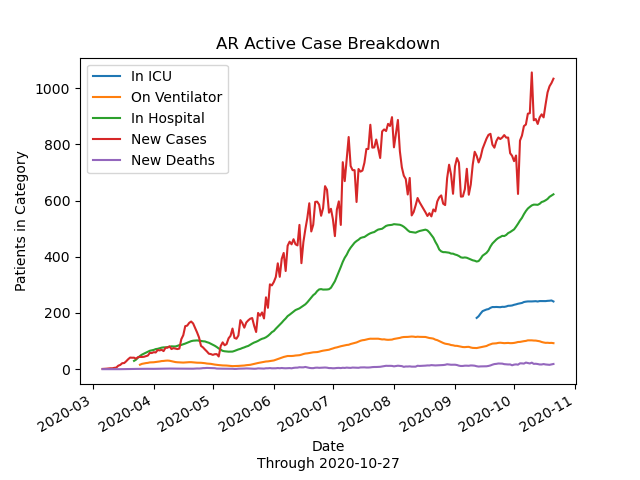 AR Active Case Breakdown
In ICU
On Ventilator
In Hospital
New Cases
New Deaths
Patients in Category
1000
800
600
400
200
0
2020-03
2020-04
2020-05
2020-06
2020-07
2020-08
2020-09
2020-10
2020-11
Date
Through 2020-10-27